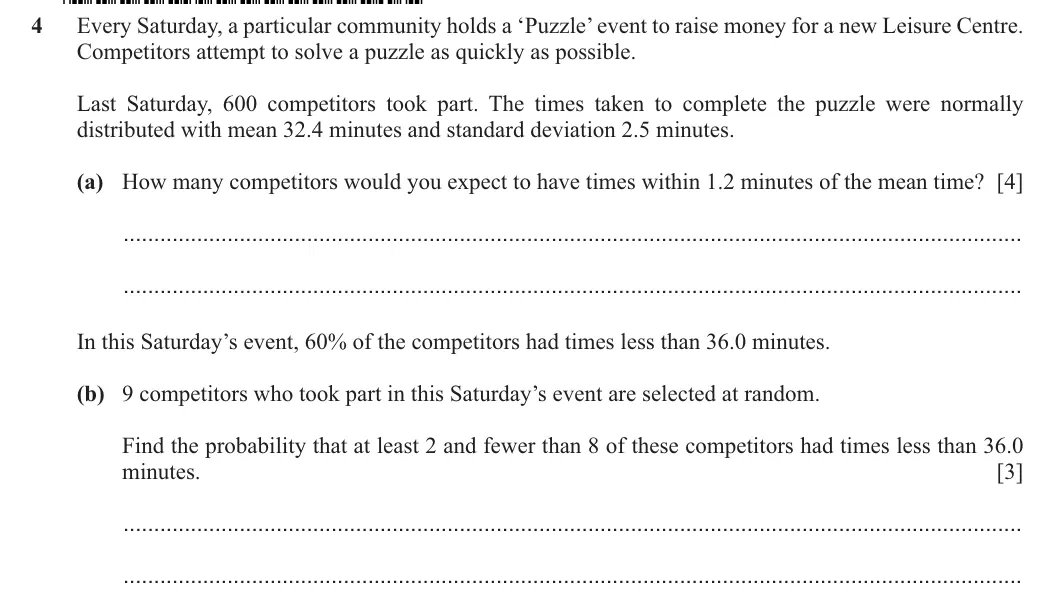 4 Every Saturday, a particular community holds a ‘Puzzle’ event to raise money for a new Leisure Centre.
Competitors attempt to solve a puzzle as quickly as possible.
Last Saturday, 600 competitors took part. The times taken to complete the puzzle were normally
distributed with mean 32.4 minutes and standard deviation 2.5 minutes.
(a) How many competitors would you expect to have times within 1.2 minutes of the mean time? [4]
In this Saturday’s event, 60% of the competitors had times less than 36.0 minutes.
(b) 9 competitors who took part in this Saturday’s event are selected at random.
Find the probability that at least 2 and fewer than 8 of these competitors had times less than 36.0
minutes. [3]